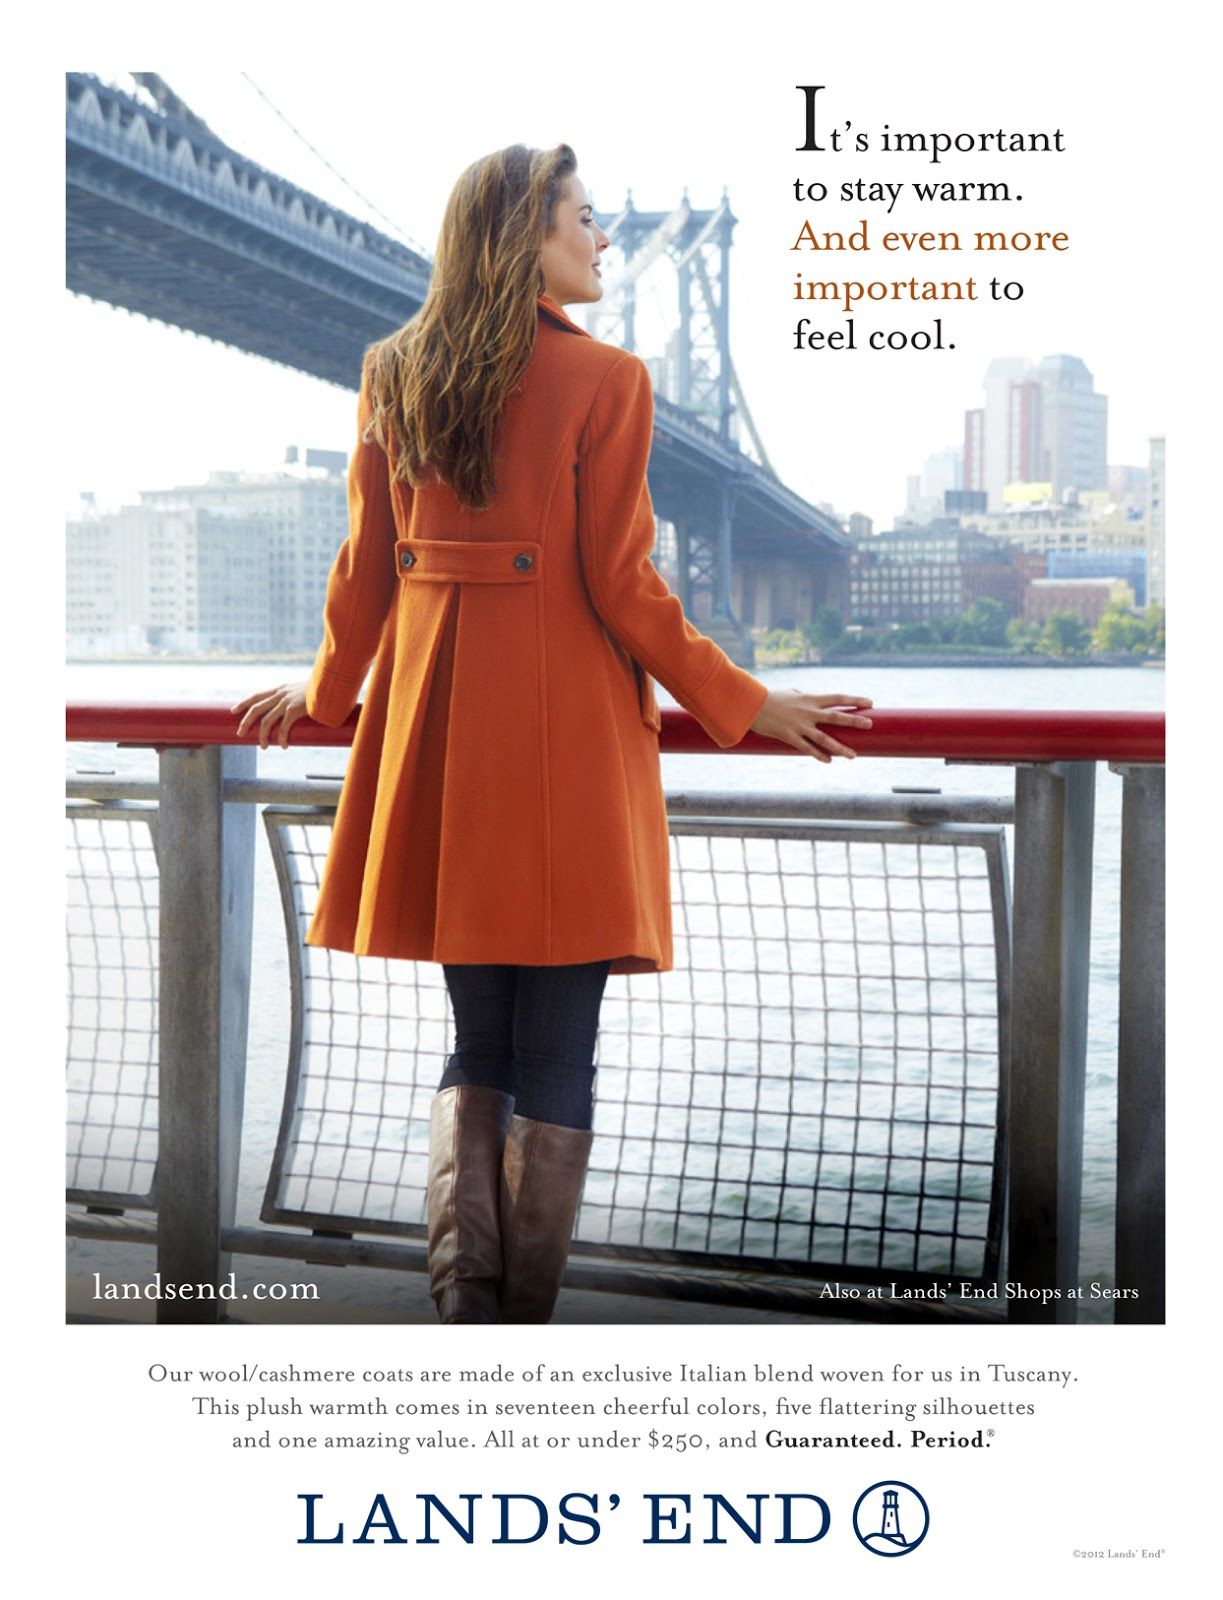 It's important
to stay warm.
And even more
important to
feel cool.
landsend.com
Also at Lands' End Shops at Sears
Our wool/cashmere coats are made of an exclusive Italian blend woven for us in Tuscany.
This plush warmth comes in seventeen cheerful colors, five flattering silhouettes
and one amazing value. All at or under $250, and Guaranteed. Period.®
LANDS' END
©2012 Lands' End®